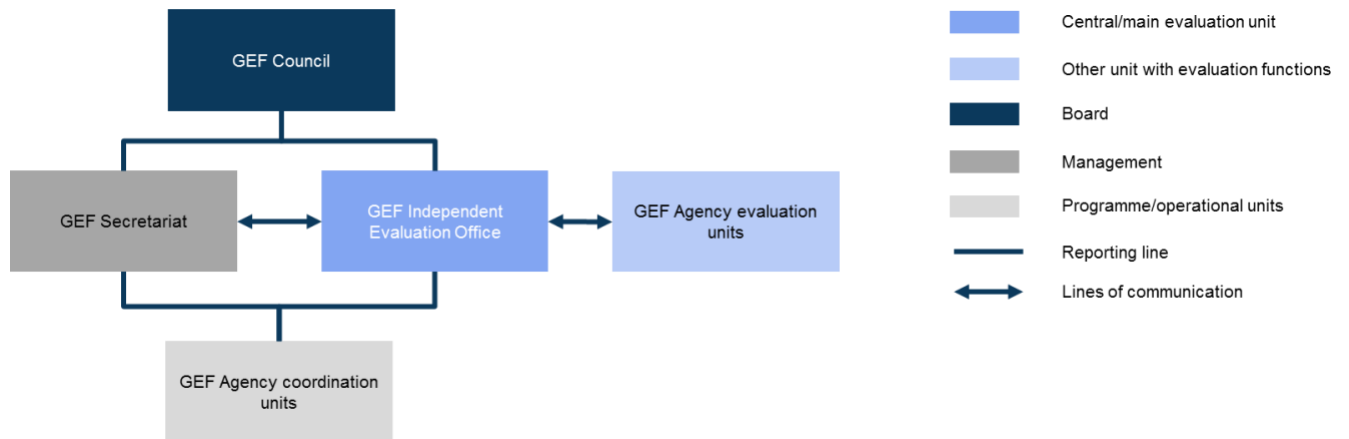 GEF Council
GEF Secretariat
GEF Independent
Evaluation Office
GEF Agency evaluation
units
GEF Agency coordination
units
Central/main evaluation unit
Other unit with evaluation functions
Board
Management
Programme/operational units
Reporting line
Lines of communication